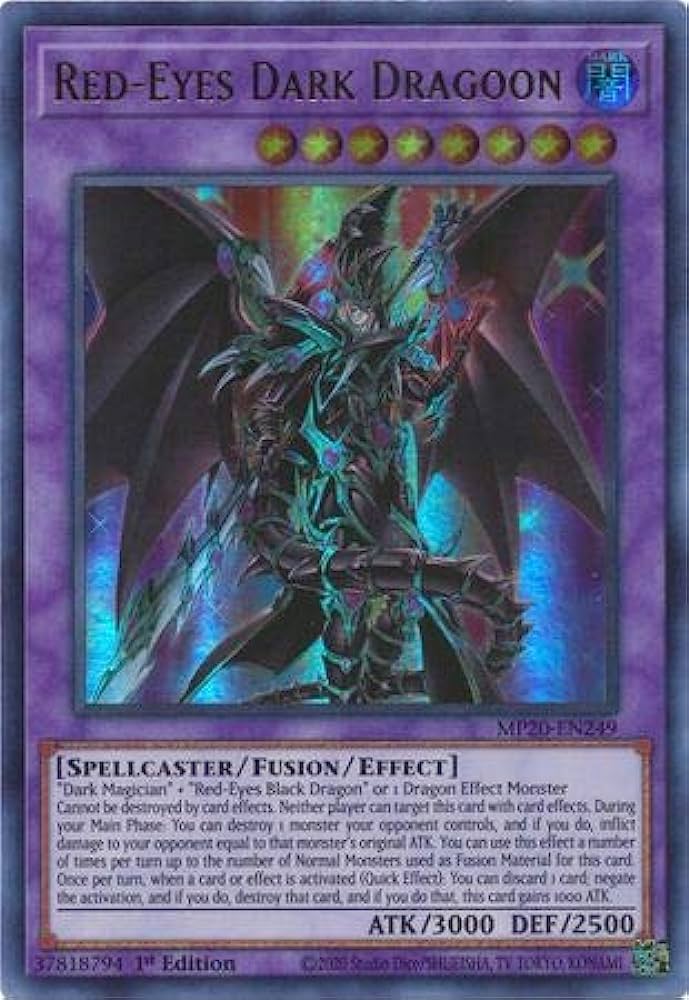 RED-EYES DARK DRAGOON
DARK
闇
MP20-EN249
[SPELLCASTER/FUSION/EFFECT]
"Dark Magician" + "Red-Eyes Black Dragon" or 1 Dragon Effect Monster
Cannot be destroyed by card effects. Neither player can target this card with card effects. During
your Main Phase: You can destroy 1 monster your opponent controls, and if you do, inflict
damage to your opponent equal to that monster's original ATK. You can use this effect a number
of times per turn up to the number of Normal Monsters used as Fusion Material for this card.
Once per turn, when a card or effect is activated (Quick Effect): You can discard 1 card; negate
the activation, and if you do, destroy that card, and if you do that, this card gains 1000 ATK.
ATK/3000 DEF/2500
37818794 1st Edition ©2020 Studio Dice/SHUEISHA, TV TOKYO, KONAMI